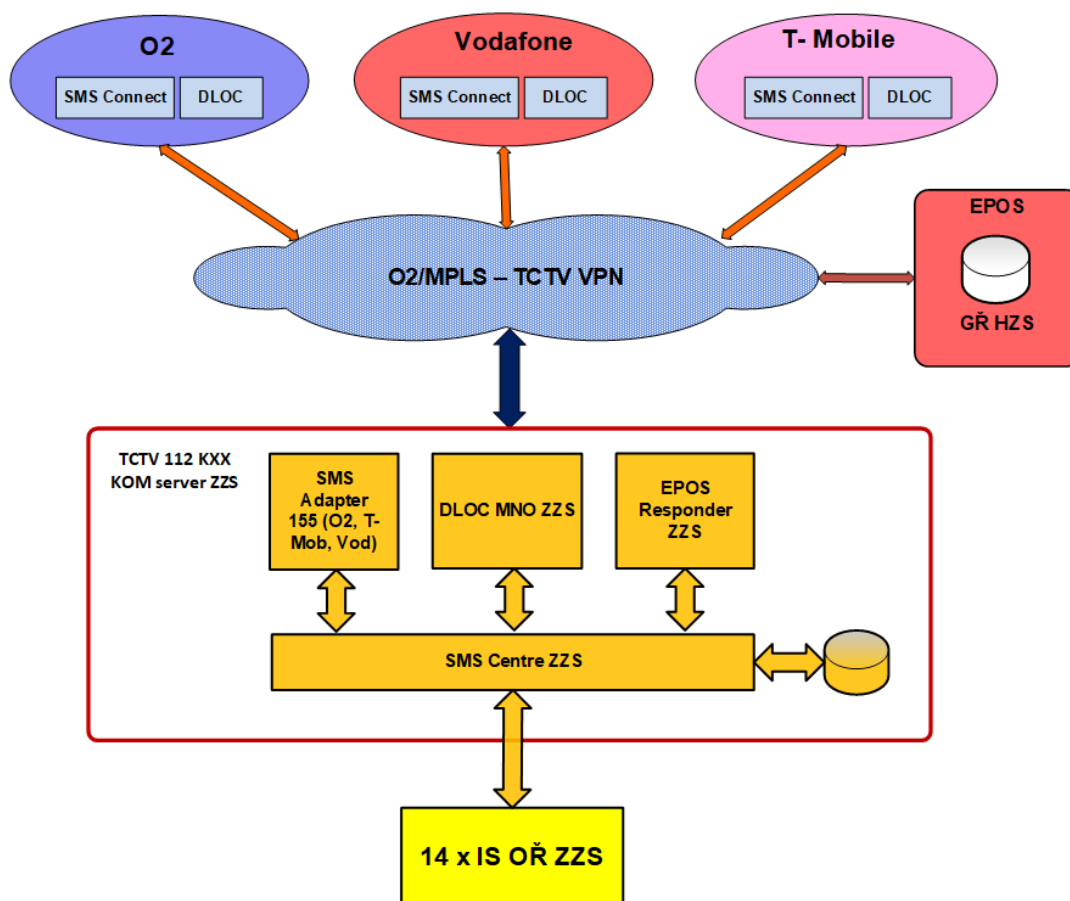 O2
SMS Connect
DLOC
Vodafone
SMS Connect
DLOC
T- Mobile
SMS Connect
DLOC
EPOS
GŘ HZS
O2/MPLS – TCTV VPN
TCTV 112 KXX
KOM server ZZS
SMS
Adapter
155 (O2, T-
Mob, Vod)
DLOC MNO ZZS
EPOS
Responder
ZZS
SMS Centre ZZS
14 x IS OŘ ZZS